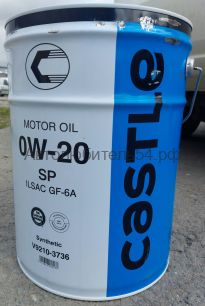 MOTOR OIL
0W-20
SP
ILSAC GF-6A
Synthetic
V9210-3736
CASTLE